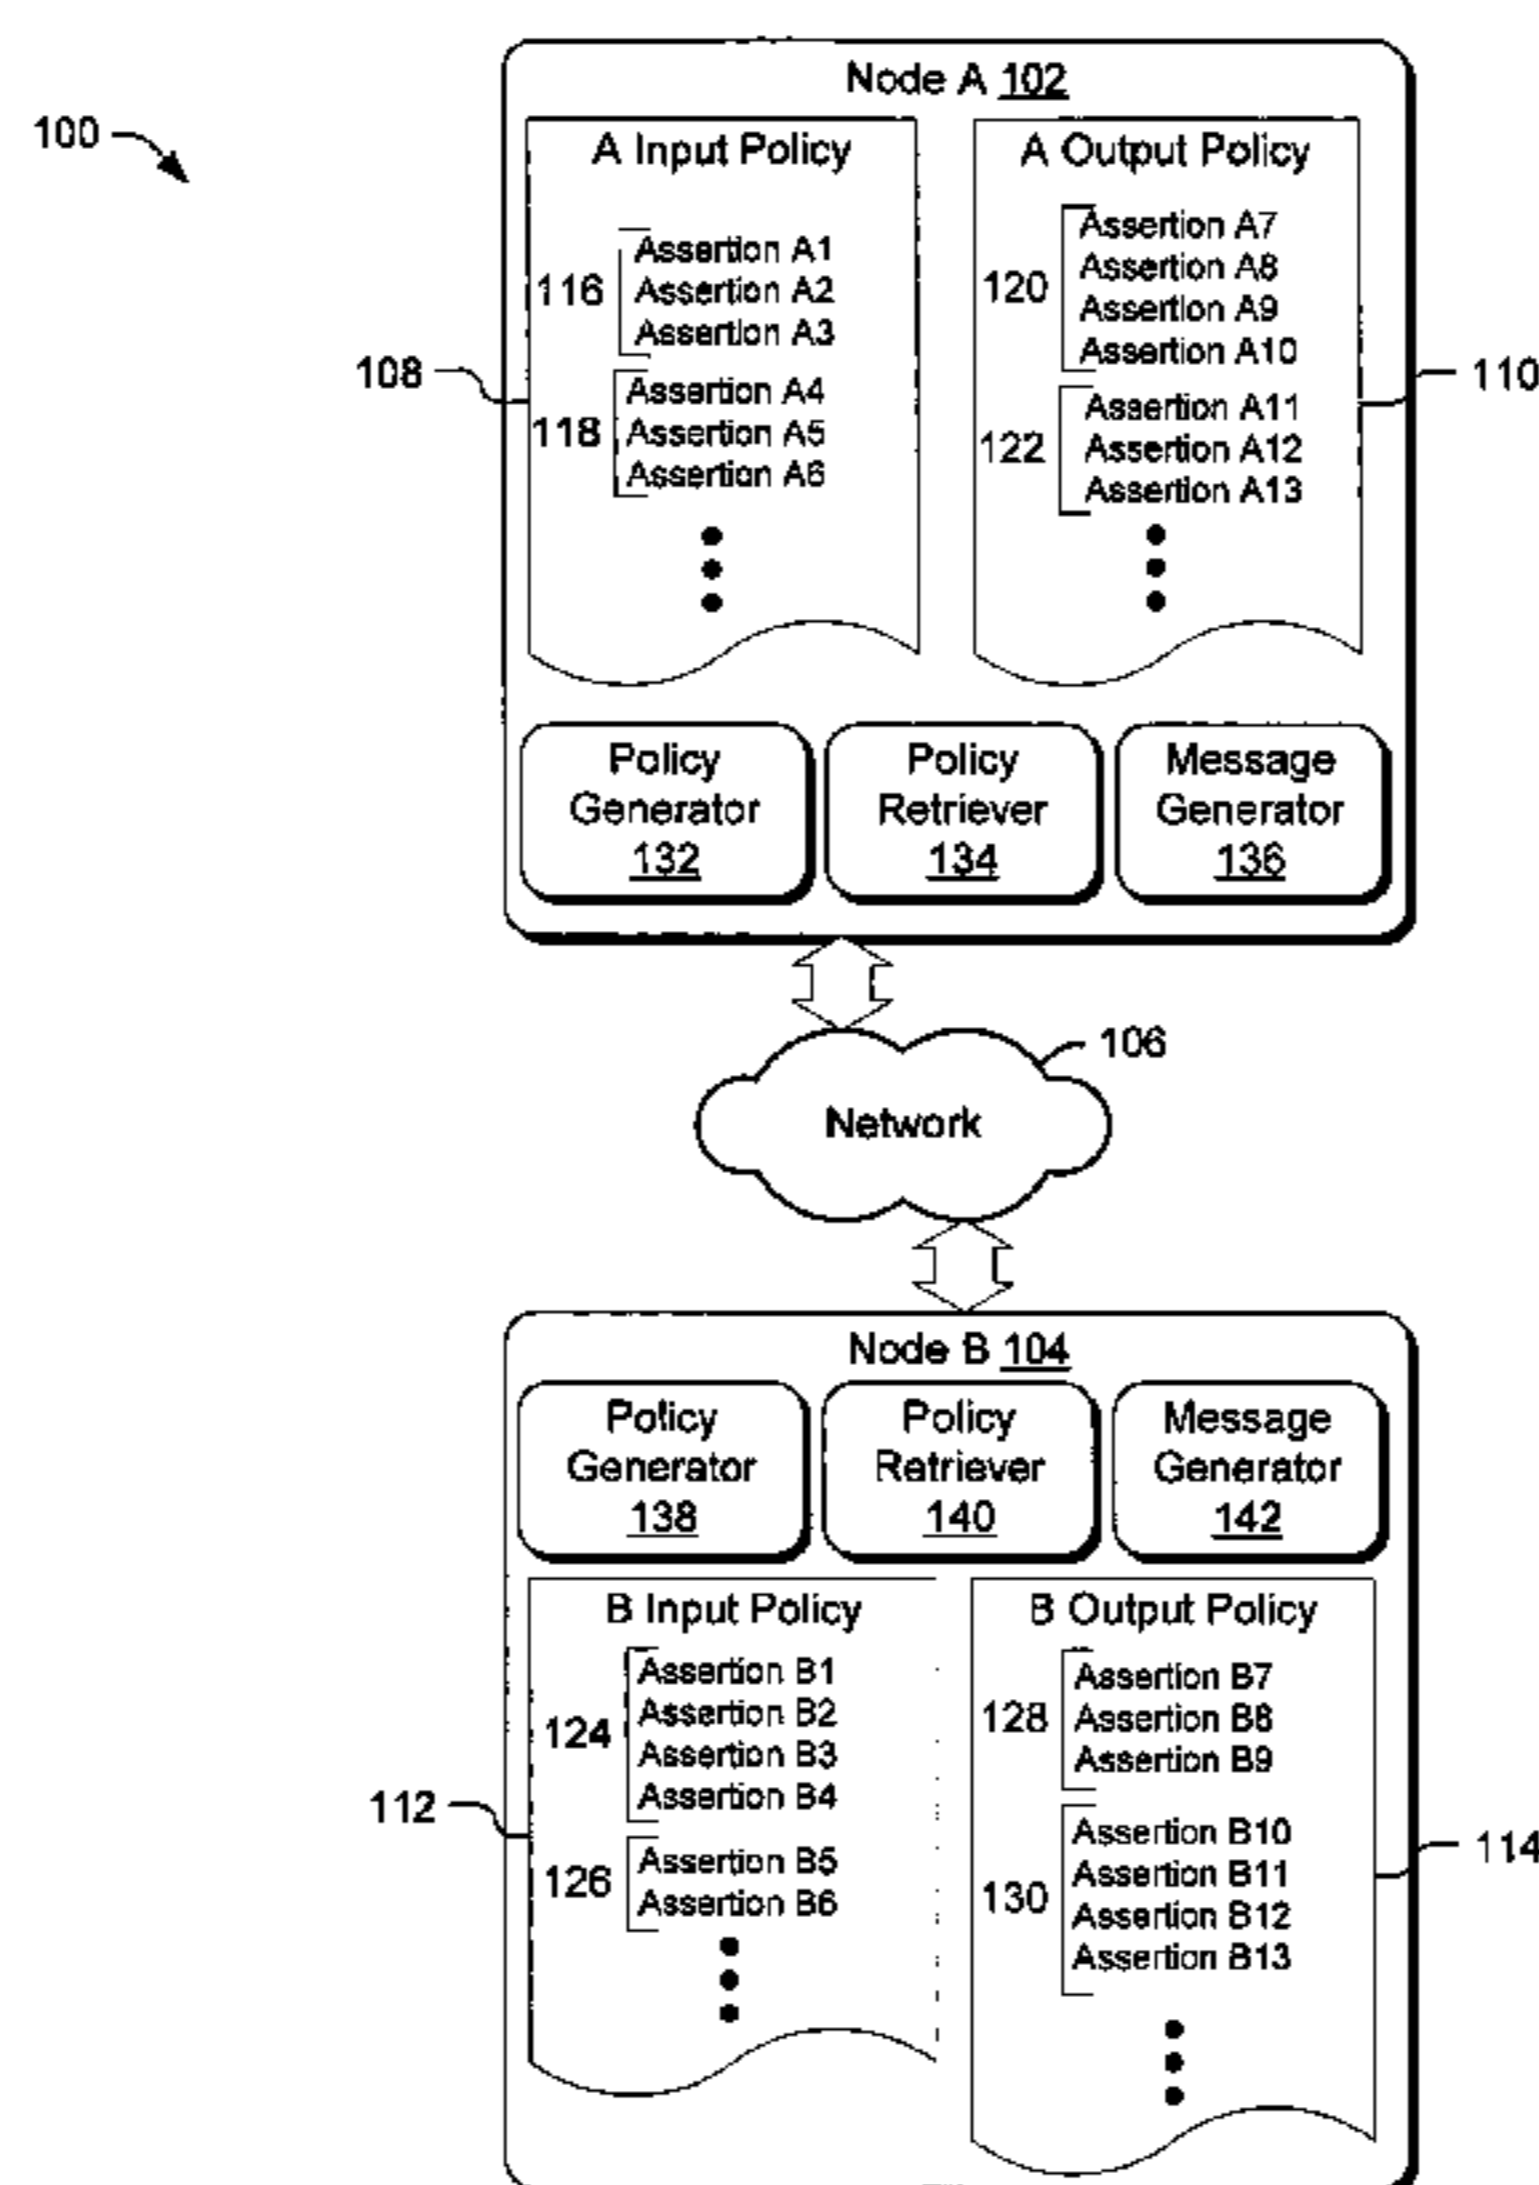 100
Node A 102
A Input Policy
116
Assertion A1
Assertion A2
Assertion A3
118
Assertion A4
Assertion A5
Assertion A6
108
A Output Policy
120
Assertion A7
Assertion A8
Assertion A9
Assertion A10
122
Assertion A11
Assertion A12
Assertion A13
110
Policy
Generator
132
Policy
Retriever
134
Message
Generator
136
106
Network
Node B 104
Policy
Generator
138
Policy
Retriever
140
Message
Generator
142
B Input Policy
124
Assertion B1
Assertion B2
Assertion B3
Assertion B4
112
126
Assertion B5
Assertion B6
B Output Policy
128
Assertion B7
Assertion B8
Assertion B9
130
Assertion B10
Assertion B11
Assertion B12
Assertion B13
114